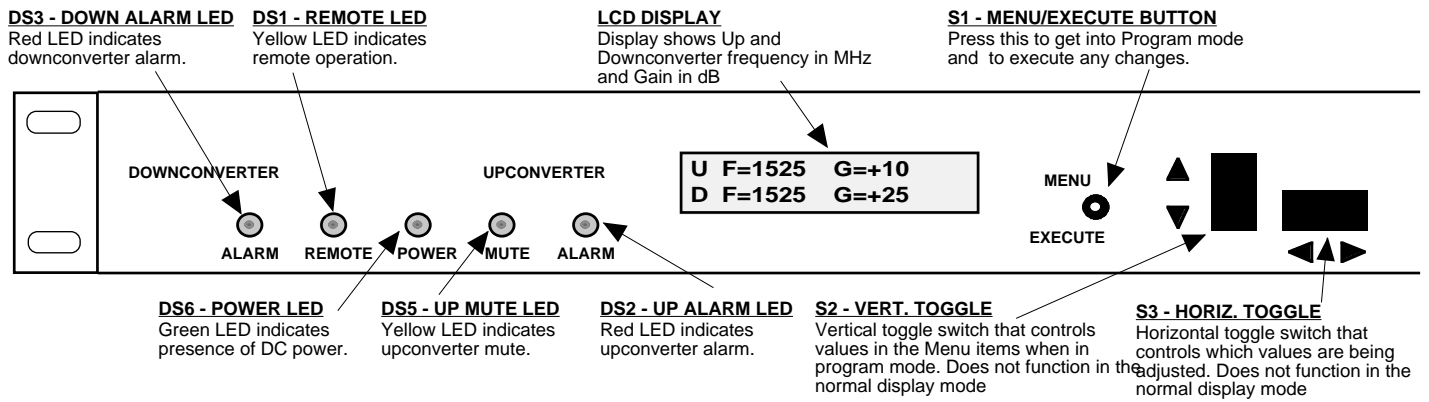 DS3 - DOWN ALARM LED
Red LED indicates
downconverter alarm.
DS1 - REMOTE LED
Yellow LED indicates
remote operation.
LCD DISPLAY
Display shows Up and
Downconverter frequency in MHz
and Gain in dB
S1 - MENU/EXECUTE BUTTON
Press this to get into Program mode
and  to execute any changes.
DOWNCONVERTER
UPCONVERTER
U F=1525 G=+10
D F=1525 G=+25
MENU
EXECUTE
ALARM
REMOTE
POWER
MUTE
ALARM
DS6 - POWER LED
Green LED indicates
presence of DC power.
DS5 - UP MUTE LED
Yellow LED indicates
upconverter mute.
DS2 - UP ALARM LED
Red LED indicates
upconverter alarm.
S2 - VERT. TOGGLE
Vertical toggle switch that controls
values in the Menu items when in
program mode. Does not function in the
normal display mode
S3 - HORIZ. TOGGLE
Horizontal toggle switch that
controls which values are being
adjusted. Does not function in the
normal display mode